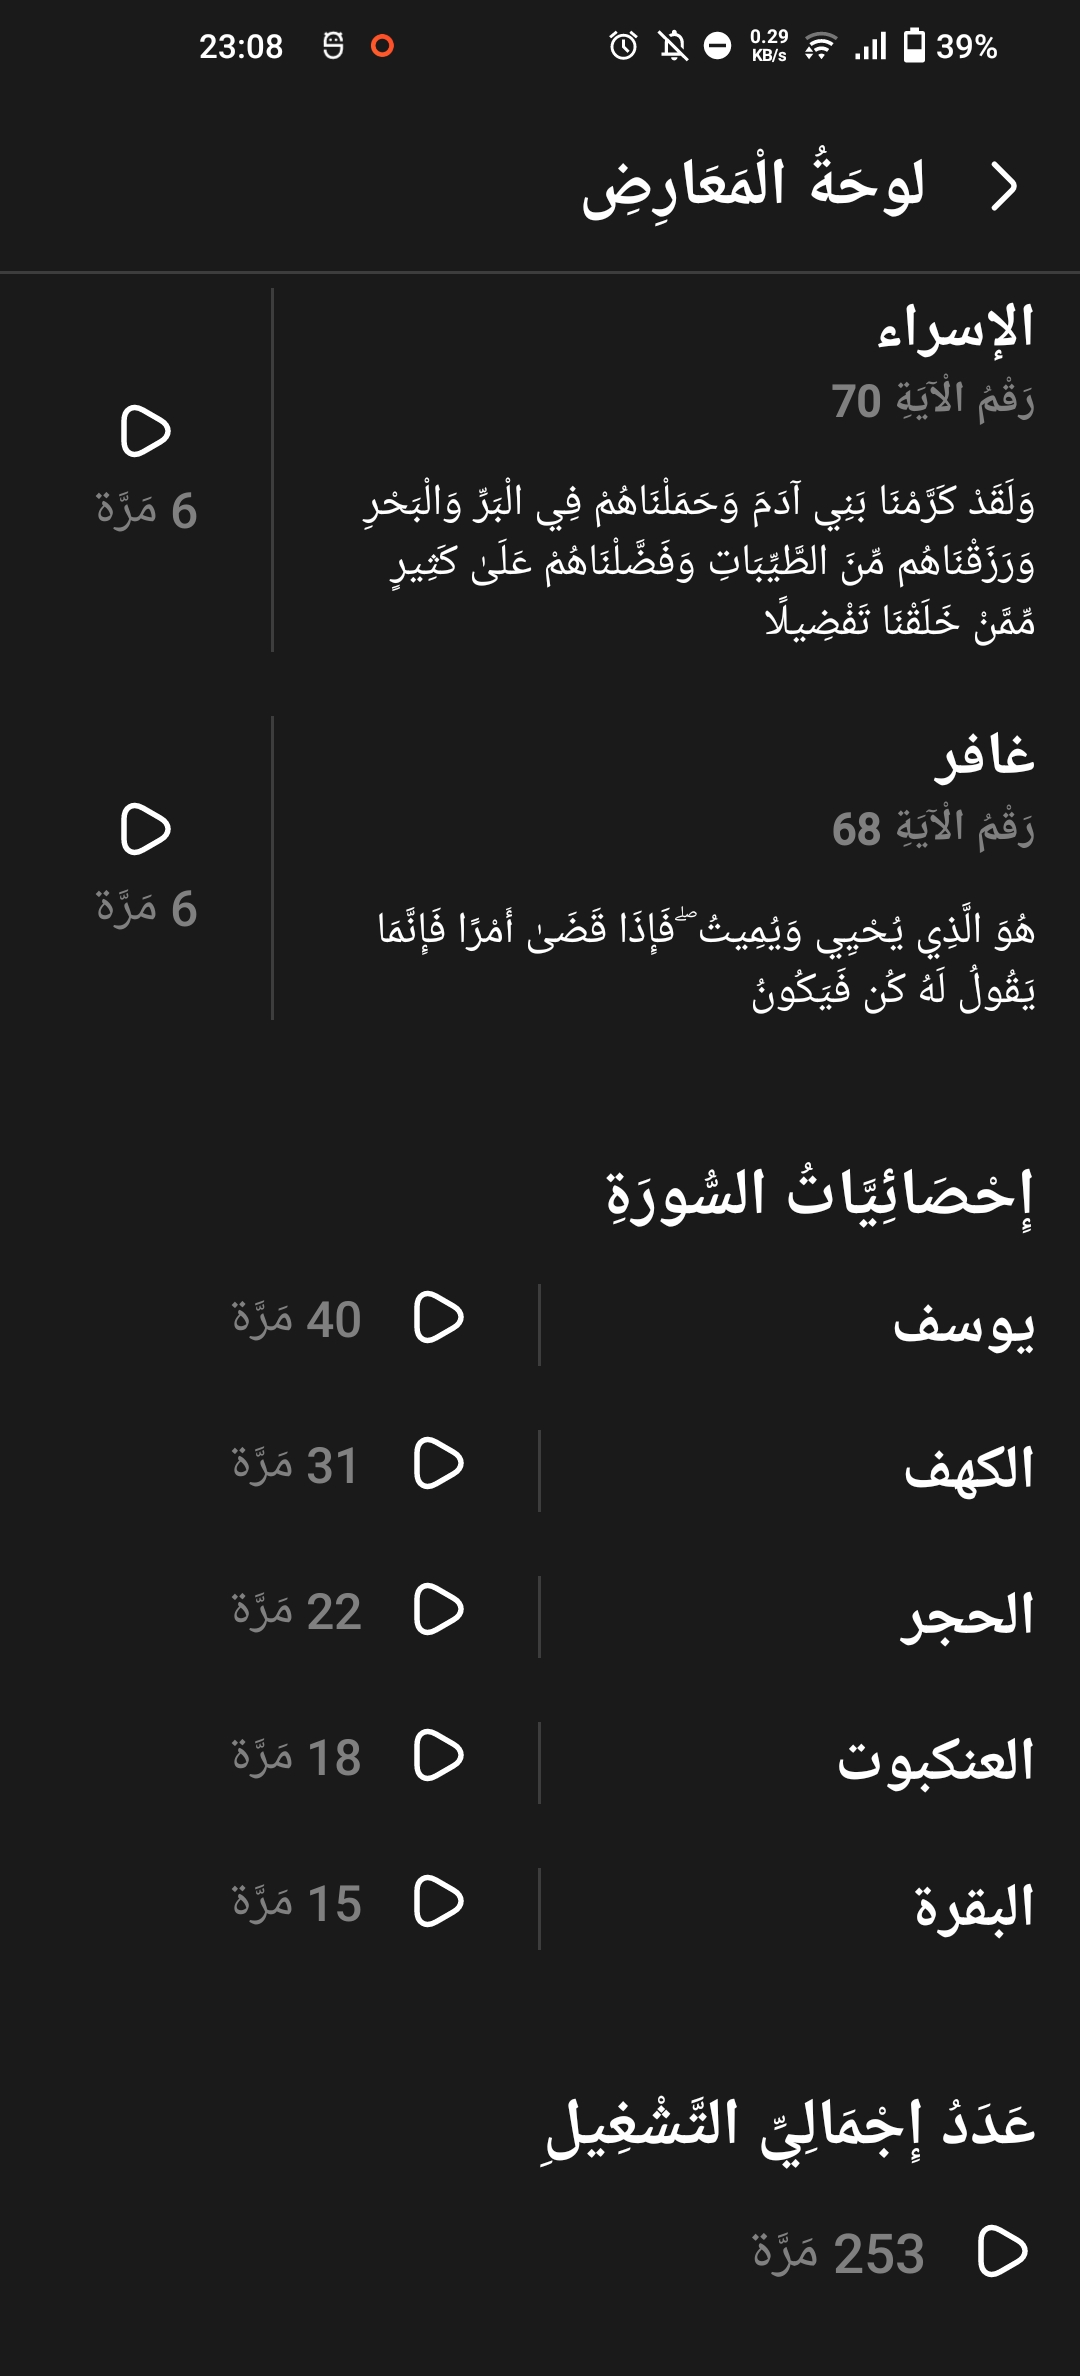 23:08 0.29 KB/s 39%
لوحَةُ الْمَعَارِضِ
الإسراء
رَقْمُ الْآيَةِ 70
وَلَقَدْ كَرَّمْنَا بَنِي آدَمَ وَحَمَلْنَاهُمْ فِي الْبَرِّ وَالْبَحْرِ
وَرَزَقْنَاهُم مِّنَ الطَّيِّبَاتِ وَفَضَّلْنَاهُمْ عَلَىٰ كَثِيرٍ
مِّمَّنْ خَلَقْنَا تَفْضِيلًا
6 مَرَّة
غافر
رَقْمُ الْآيَةِ 68
هُوَ الَّذِي يُحْيِي وَيُمِيتُ ۖ فَإِذَا قَضَىٰ أَمْرًا فَإِنَّمَا
يَقُولُ لَهُ كُن فَيَكُونُ
6 مَرَّة
إِحْصَائِيَّاتُ السُّورَةِ
يوسف 40 مَرَّة
الكهف 31 مَرَّة
الحجر 22 مَرَّة
العنكبوت 18 مَرَّة
البقرة 15 مَرَّة
عَدَدُ إِجْمَالِيِّ التَّشْغِيلِ
253 مَرَّة